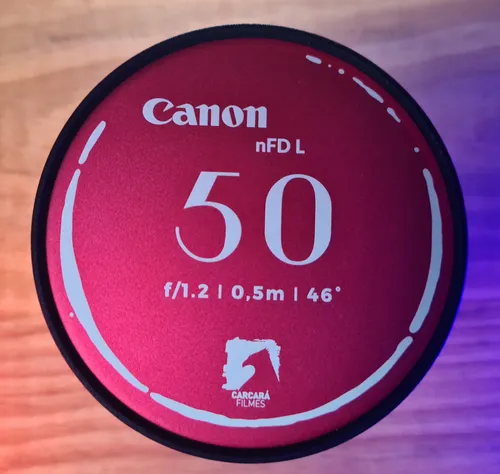 Canon
nFD L
50
f/1.2 | 0,5m | 46°
CARCARÁ
FILMES